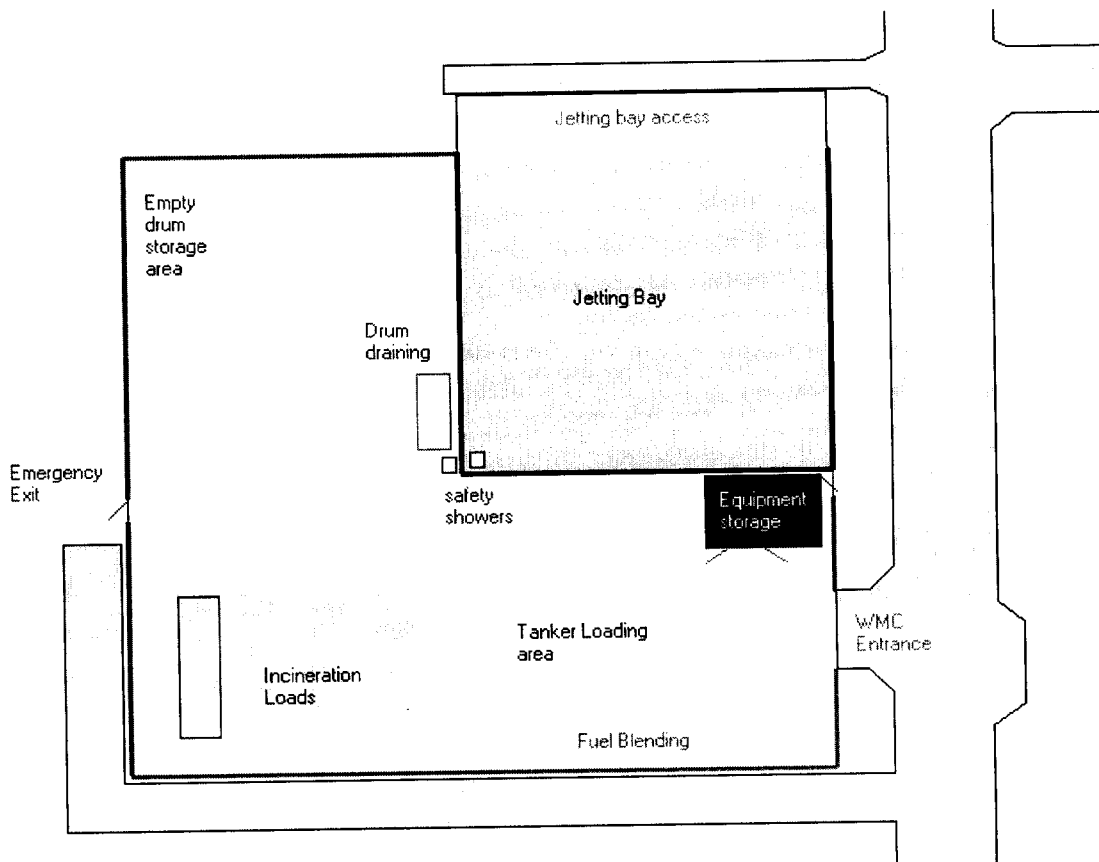 Jetting bay access
Empty
drum
storage
area
Jetting Bay
Drum
draining
Emergency
Exit
safety
showers
Equipment
storage
WMC
Entrance
Tanker Loading
area
Incineration
Loads
Fuel Blending